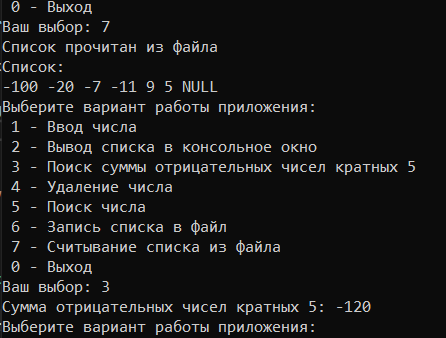 0 - Выход
Ваш выбор: 7
Список прочитан из файла
Список:
-100 -20 -7 -11 9 5 NULL
Выберите вариант работы приложения:
1 - Ввод числа
2 - Вывод списка в консольное окно
3 - Поиск суммы отрицательных чисел кратных 5
4 - Удаление числа
5 - Поиск числа
6 - Запись списка в файл
7 - Считывание списка из файла
0 - Выход
Ваш выбор: 3
Сумма отрицательных чисел кратных 5: -120
Выберите вариант работы приложения: